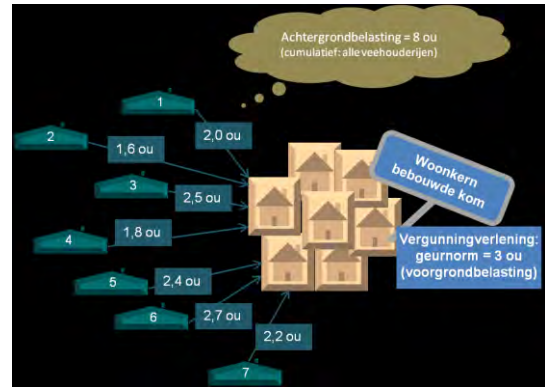 Achtergrondbelasting = 8 ou
(cumulatief: alle veehouderijen)
1
2,0 ou
2
1,6 ou
3
2,5 ou
4
1,8 ou
5
2,4 ou
6
2,7 ou
7
2,2 ou
Woonkern
bebouwde kom
Vergunningverlening:
geurnorm = 3 ou
(voorgrondbelasting)